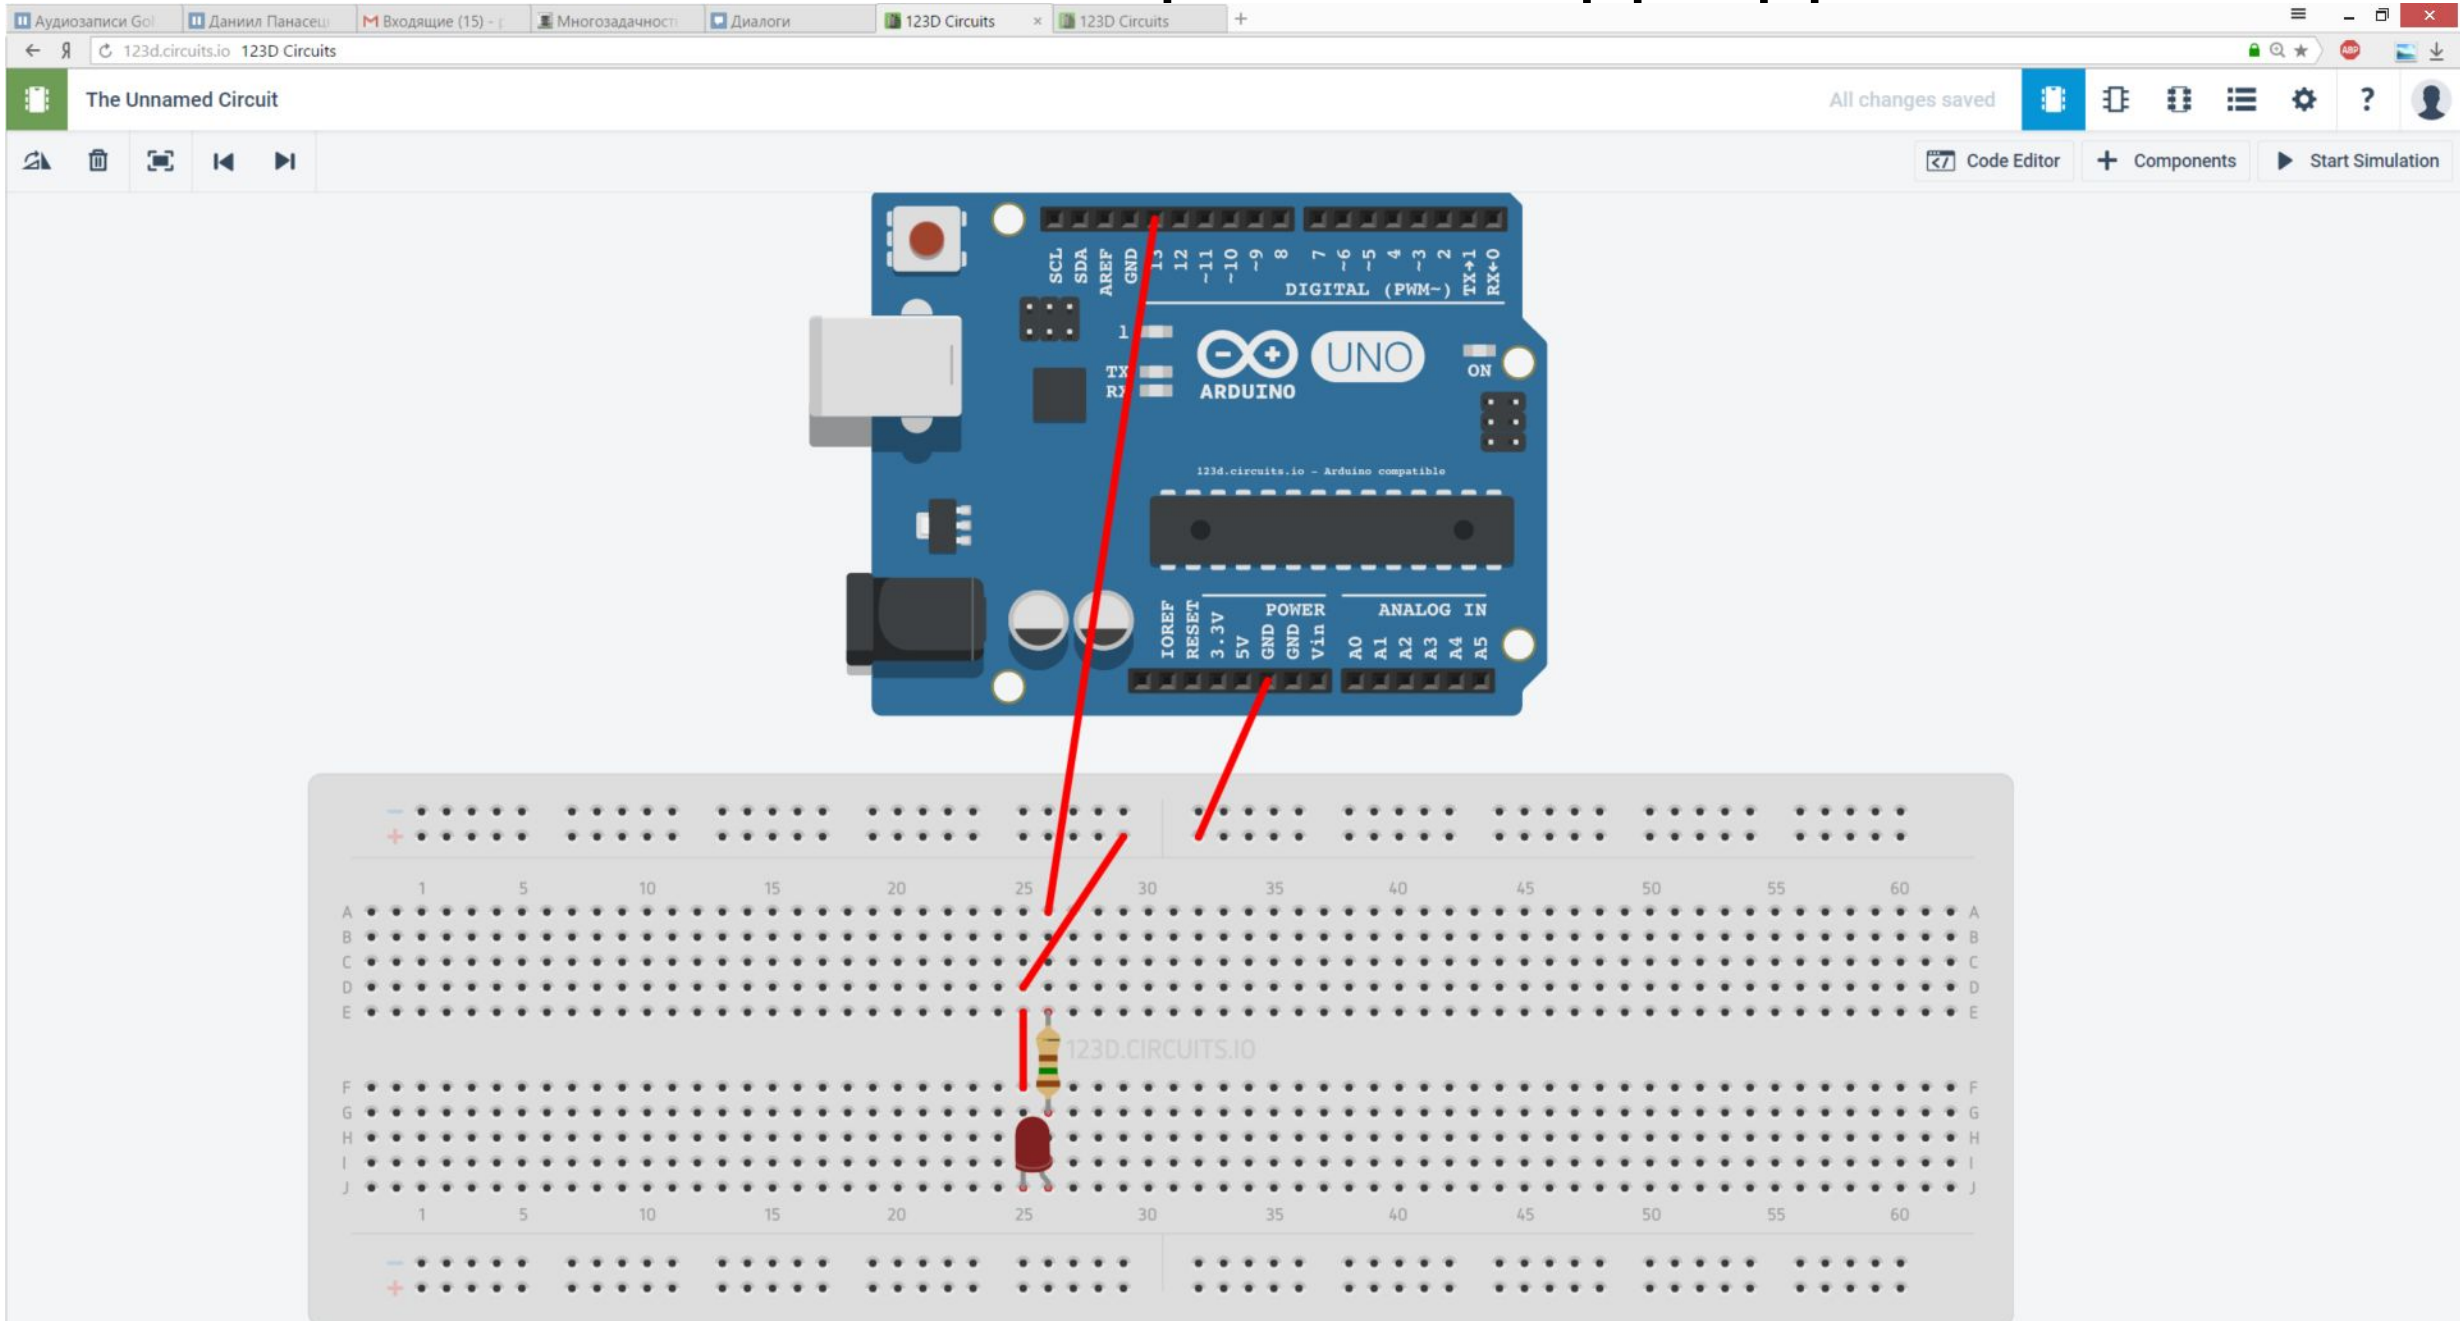 Аудиозаписи Gol
Даниил Панасец
Входящие (15) -
Многозадачност
Диалоги
123D Circuits
123D Circuits
123d.circuits.io 123D Circuits
The Unnamed Circuit
All changes saved
Code Editor
Components
Start Simulation
SCL SDA AREF GND 13 12 ~11 ~10 ~9 8 7 ~6 ~5 4 ~3 2 TX→1 RX←0
DIGITAL (PWM~)
1
TX
RX
ARDUINO
UNO
ON
123d.circuits.io - Arduino compatible
POWER ANALOG IN
IOREF RESET 3.3V 5V GND GND Vin A0 A1 A2 A3 A4 A5
1 5 10 15 20 25 30 35 40 45 50 55 60
A A
B B
C C
D D
E E
123D.CIRCUITS.IO
F F
G G
H H
I I
J J
1 5 10 15 20 25 30 35 40 45 50 55 60